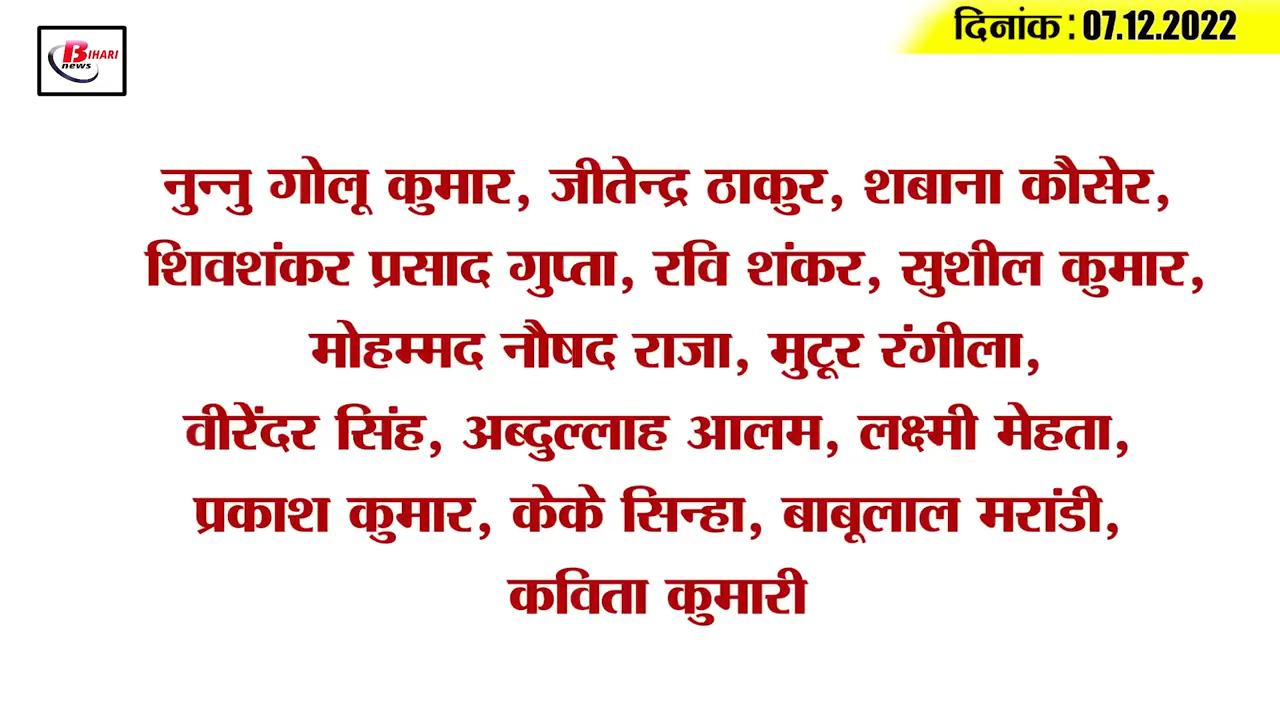 BIHARI
news
दिनांक : 07.12.2022
नुन्नु गोलू कुमार, जीतेन्द्र ठाकुर, शबाना कौसेर,
शिवशंकर प्रसाद गुप्ता, रवि शंकर, सुशील कुमार,
मोहम्मद नौषद राजा, मुटूर रंगीला,
वीरेंदर सिंह, अब्दुल्लाह आलम, लक्ष्मी मेहता,
प्रकाश कुमार, केके सिन्हा, बाबूलाल मरांडी,
कविता कुमारी